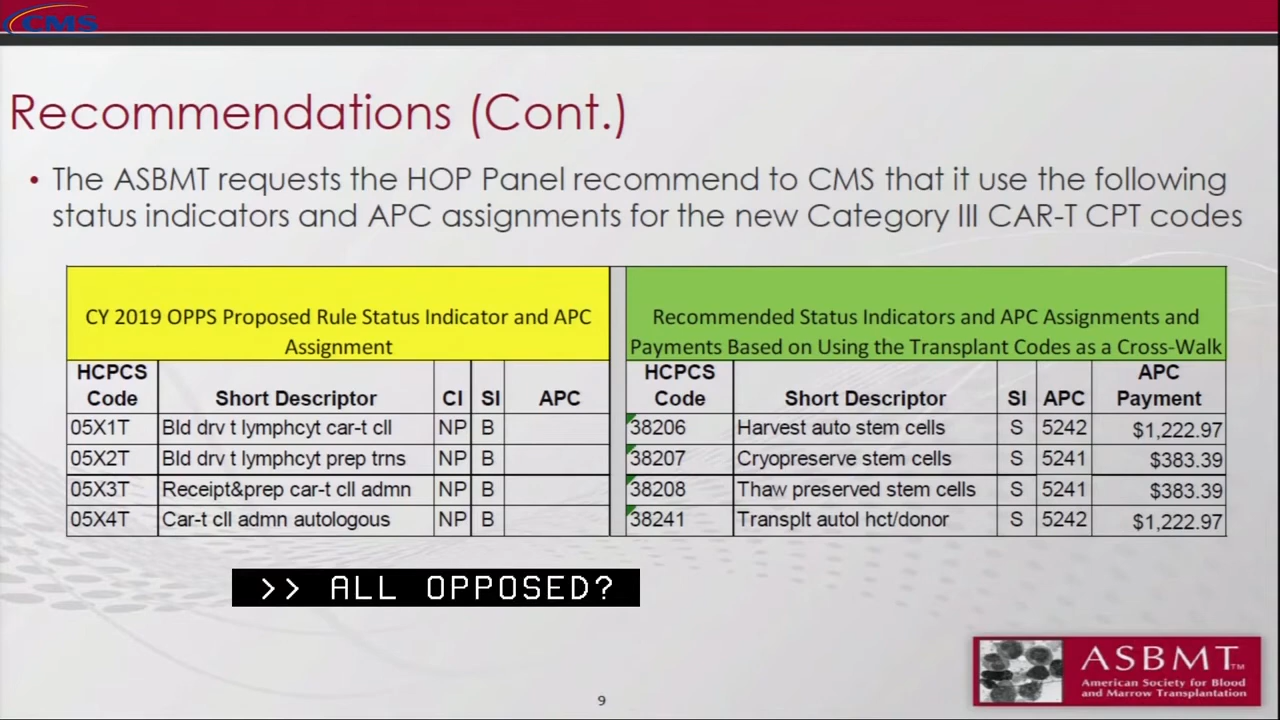 CMS
Recommendations (Cont.)
• The ASBMT requests the HOP Panel recommend to CMS that it use the following
status indicators and APC assignments for the new Category III CAR-T CPT codes
CY 2019 OPPS Proposed Rule Status Indicator and APC
Assignment
Recommended Status Indicators and APC Assignments and
Payments Based on Using the Transplant Codes as a Cross-Walk
HCPCS
Code Short Descriptor CI SI APC
HCPCS
Code Short Descriptor SI APC APC
Payment
05X1T Bld drv t lymphcyt car-t cll NP B 38206 Harvest auto stem cells S 5242 $1,222.97
05X2T Bld drv t lymphcyt prep trns NP B 38207 Cryopreserve stem cells S 5241 $383.39
05X3T Receipt&prep car-t cll admn NP B 38208 Thaw preserved stem cells S 5241 $383.39
05X4T Car-t cll admn autologous NP B 38241 Transplt autol hct/donor S 5242 $1,222.97
>> ALL OPPOSED?
ASBMT™
American Society for Blood
and Marrow Transplantation
9